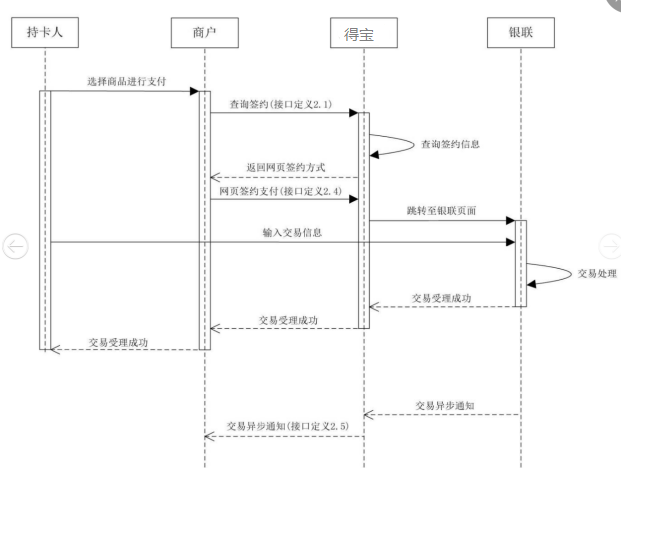 持卡人
商户
得宝
银联
选择商品进行支付
查询签约(接口定义2.1)
查询签约信息
返回网页签约方式
网页签约支付(接口定义2.4)
跳转至银联页面
输入交易信息
交易处理
交易受理成功
交易受理成功
交易受理成功
交易异步通知
交易异步通知(接口定义2.5)